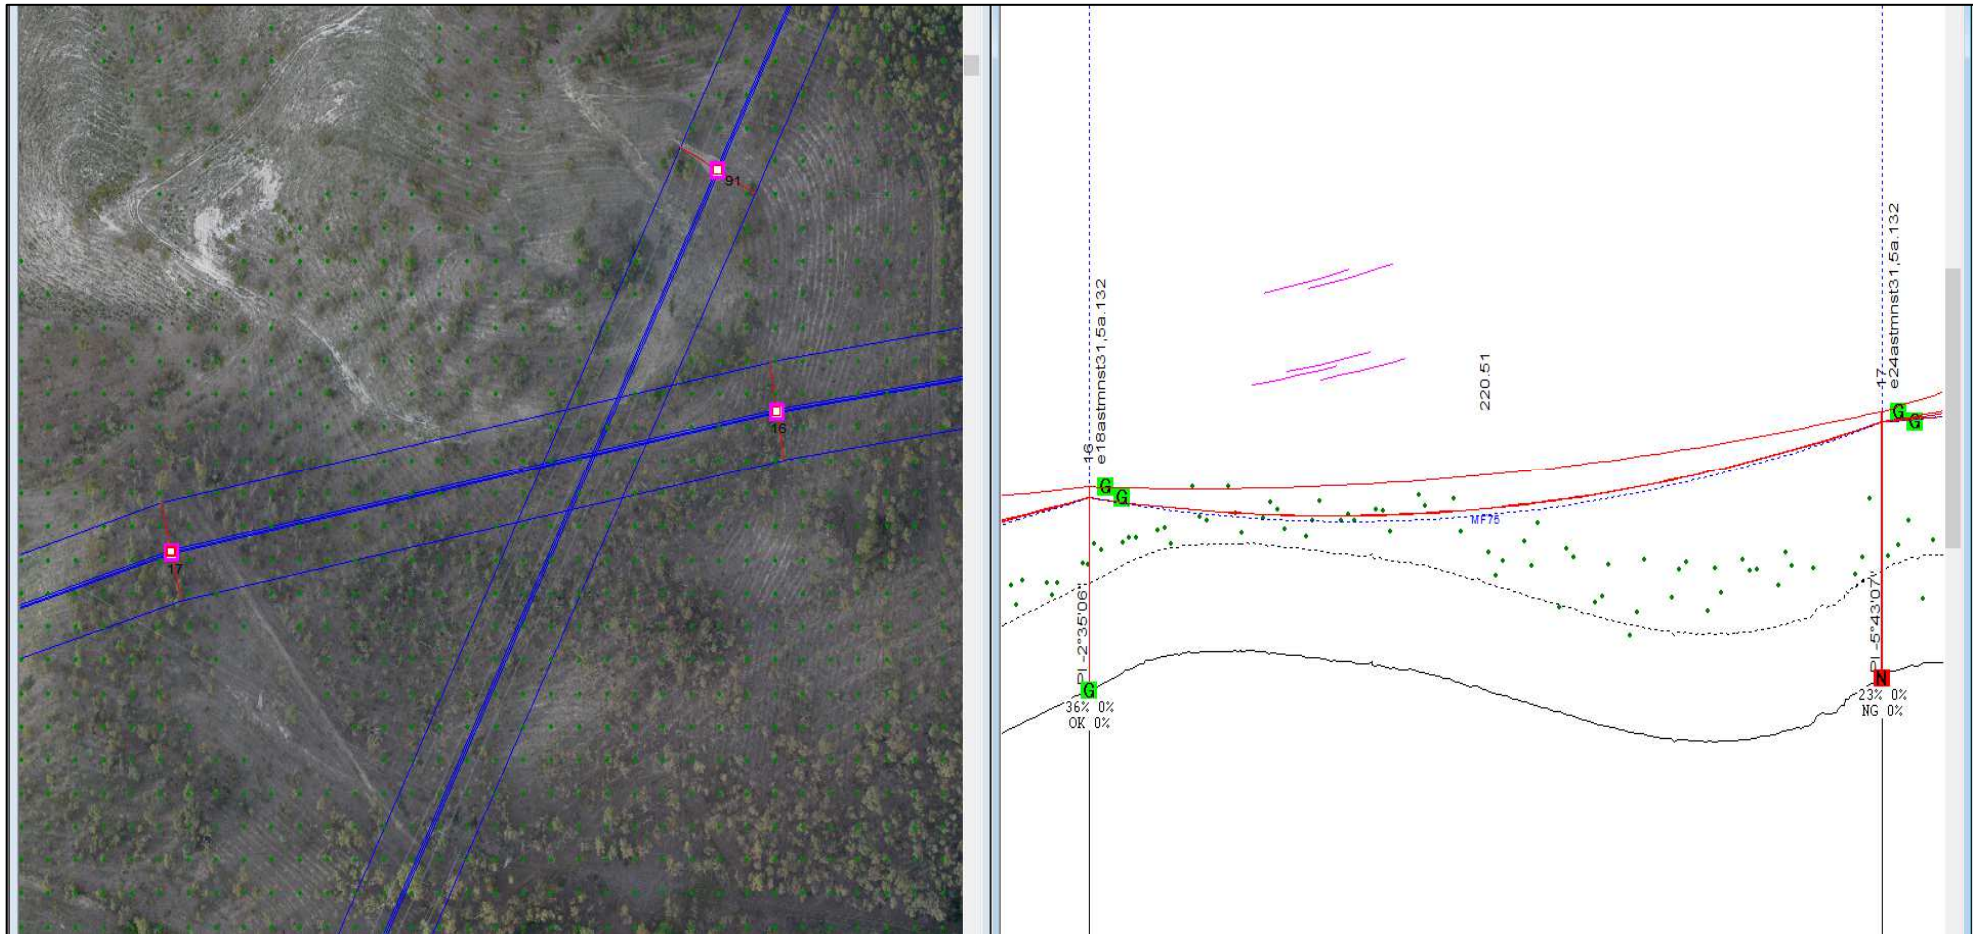 91
16
17
16
e18astmnst31,5a.132
G
G
220.51
17
e24astmnst31,5a.132
G
G
MF75
PI -2°35'06"
G
36% 0%
OK 0%
PI -5°43'07"
N
23% 0%
NG 0%